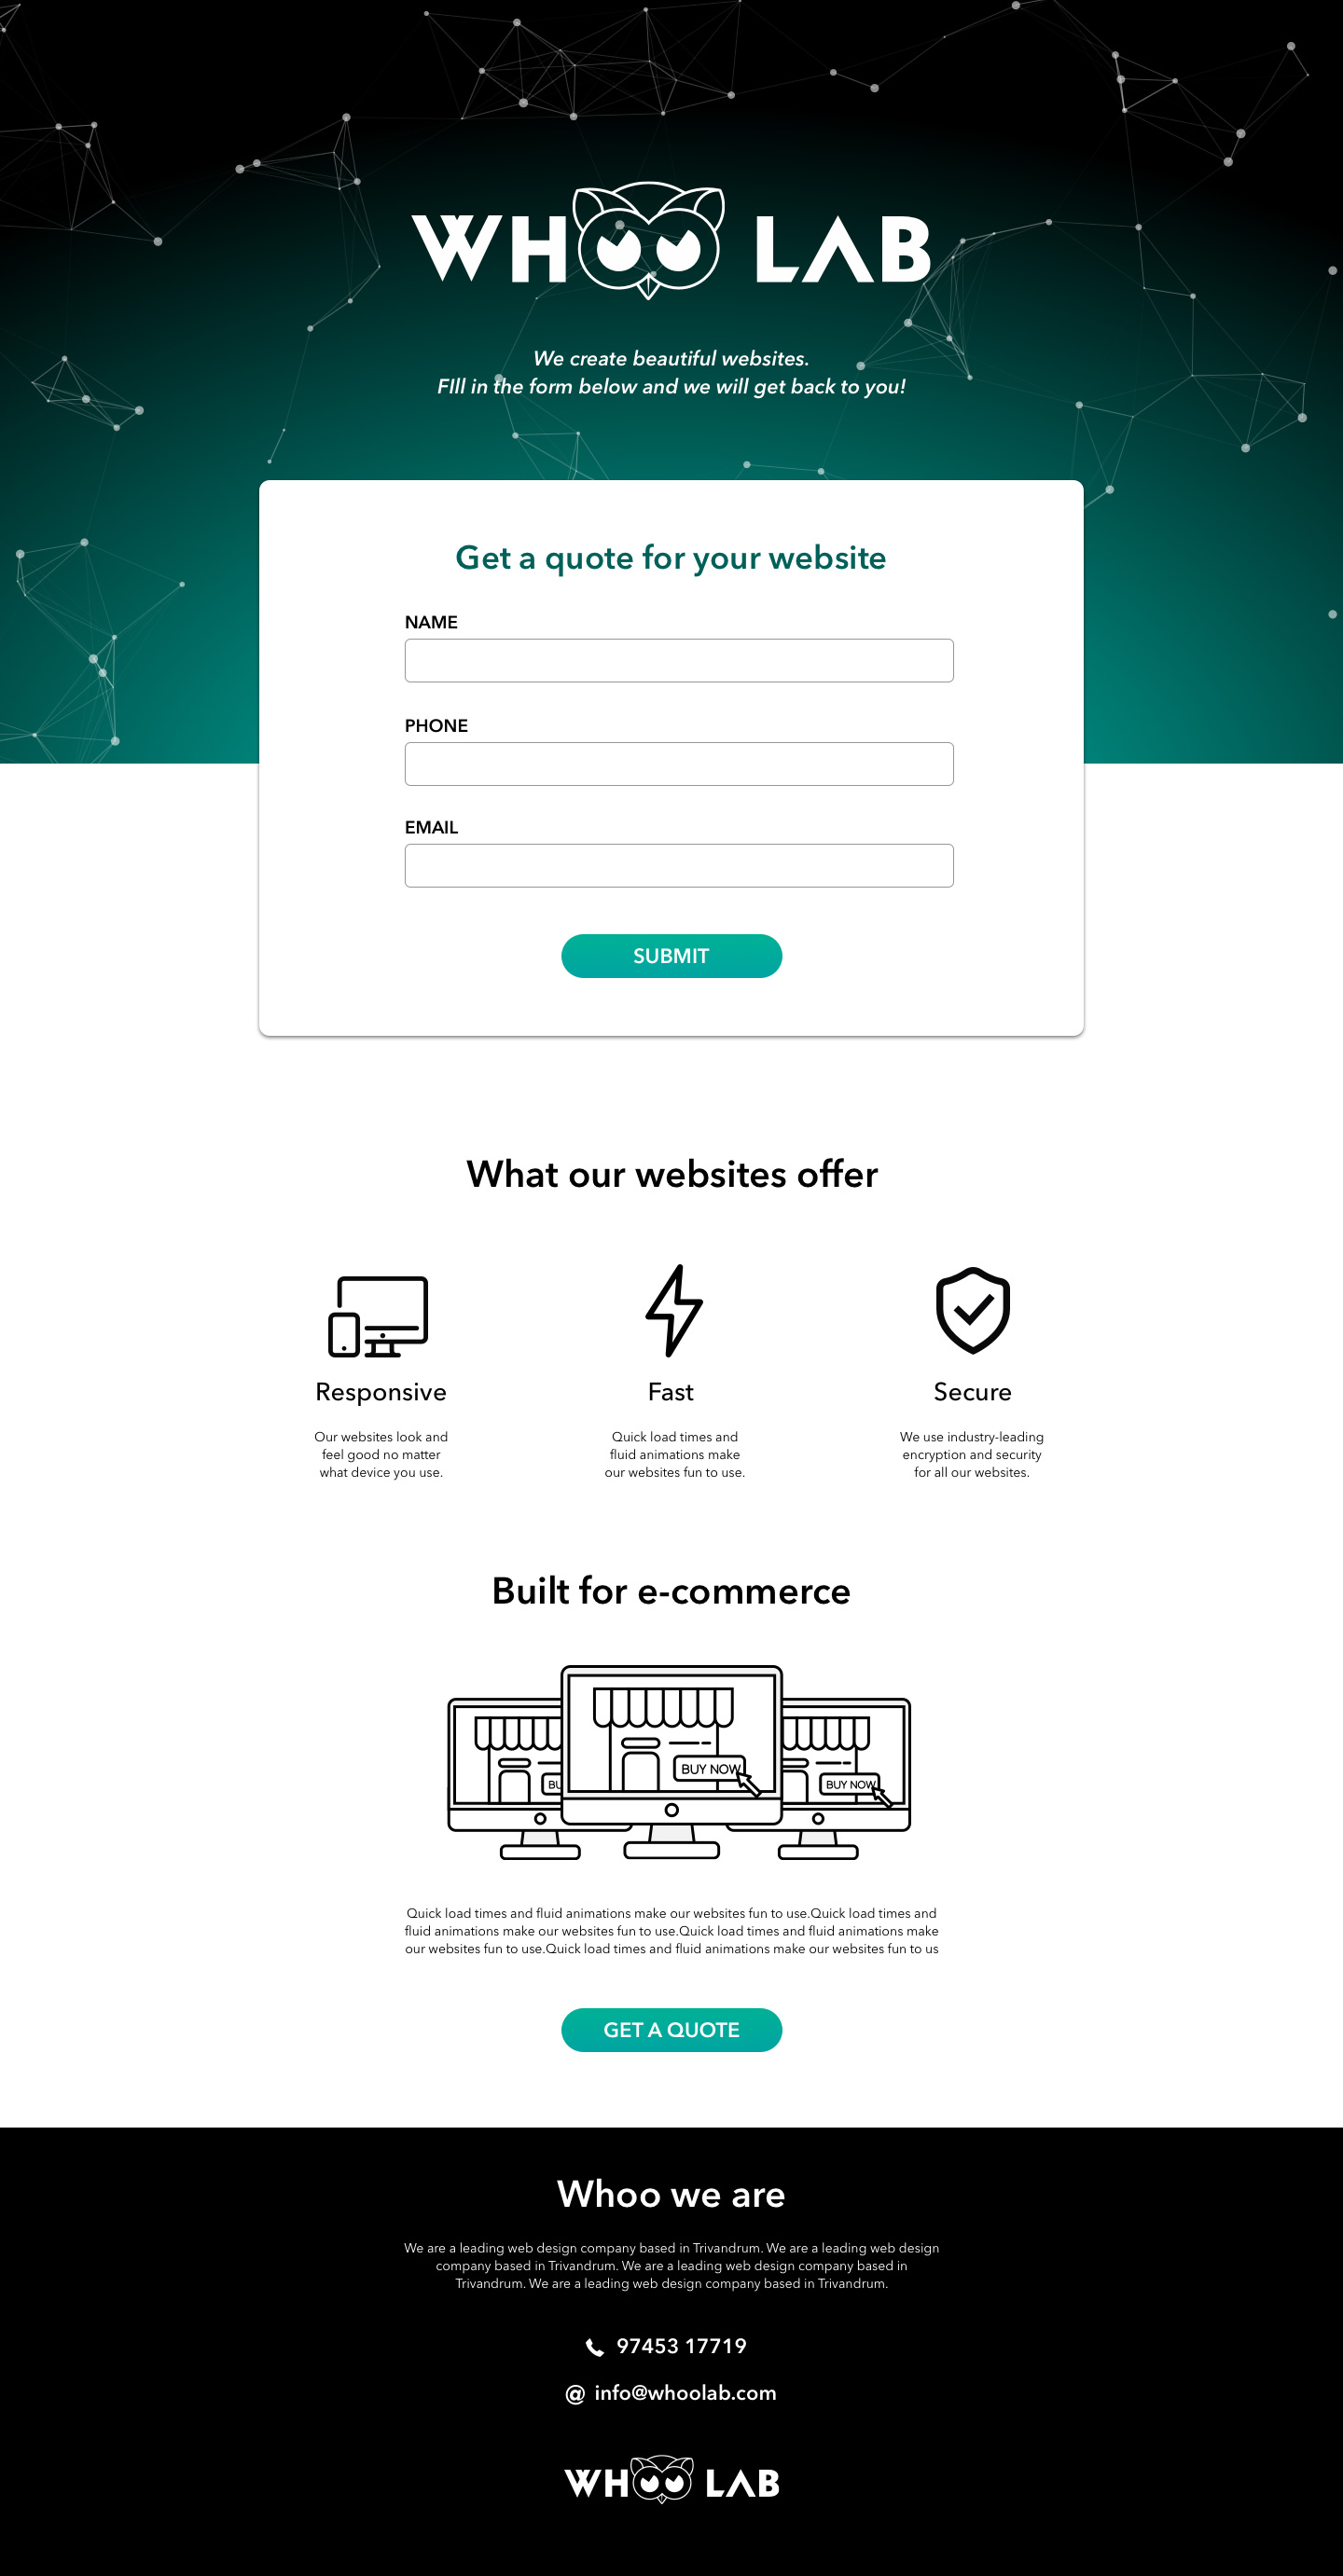 WHOO LAB
We create beautiful websites.
FIll in the form below and we will get back to you!
Get a quote for your website
NAME
PHONE
EMAIL
SUBMIT
What our websites offer
Responsive
Our websites look and
feel good no matter
what device you use.
Fast
Quick load times and
fluid animations make
our websites fun to use.
Secure
We use industry-leading
encryption and security
for all our websites.
Built for e-commerce
BU
BUY NOW
BUY NOW
Quick load times and fluid animations make our websites fun to use.Quick load times and
fluid animations make our websites fun to use.Quick load times and fluid animations make
our websites fun to use.Quick load times and fluid animations make our websites fun to us
GET A QUOTE
Whoo we are
We are a leading web design company based in Trivandrum. We are a leading web design
company based in Trivandrum. We are a leading web design company based in
Trivandrum. We are a leading web design company based in Trivandrum.
97453 17719
@ info@whoolab.com
WHOO LAB